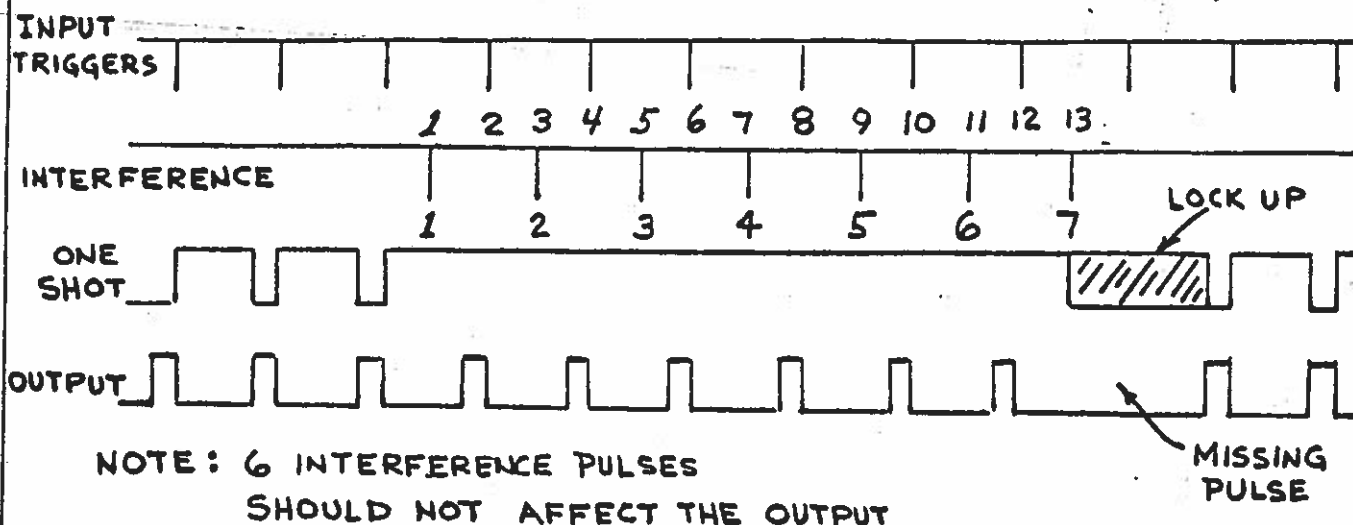 INPUT
TRIGGERS
1 2 3 4 5 6 7 8 9 10 11 12 13
INTERFERENCE
1 2 3 4 5 6 7
LOCK UP
ONE
SHOT
OUTPUT
MISSING
PULSE
NOTE: 6 INTERFERENCE PULSES
SHOULD NOT AFFECT THE OUTPUT